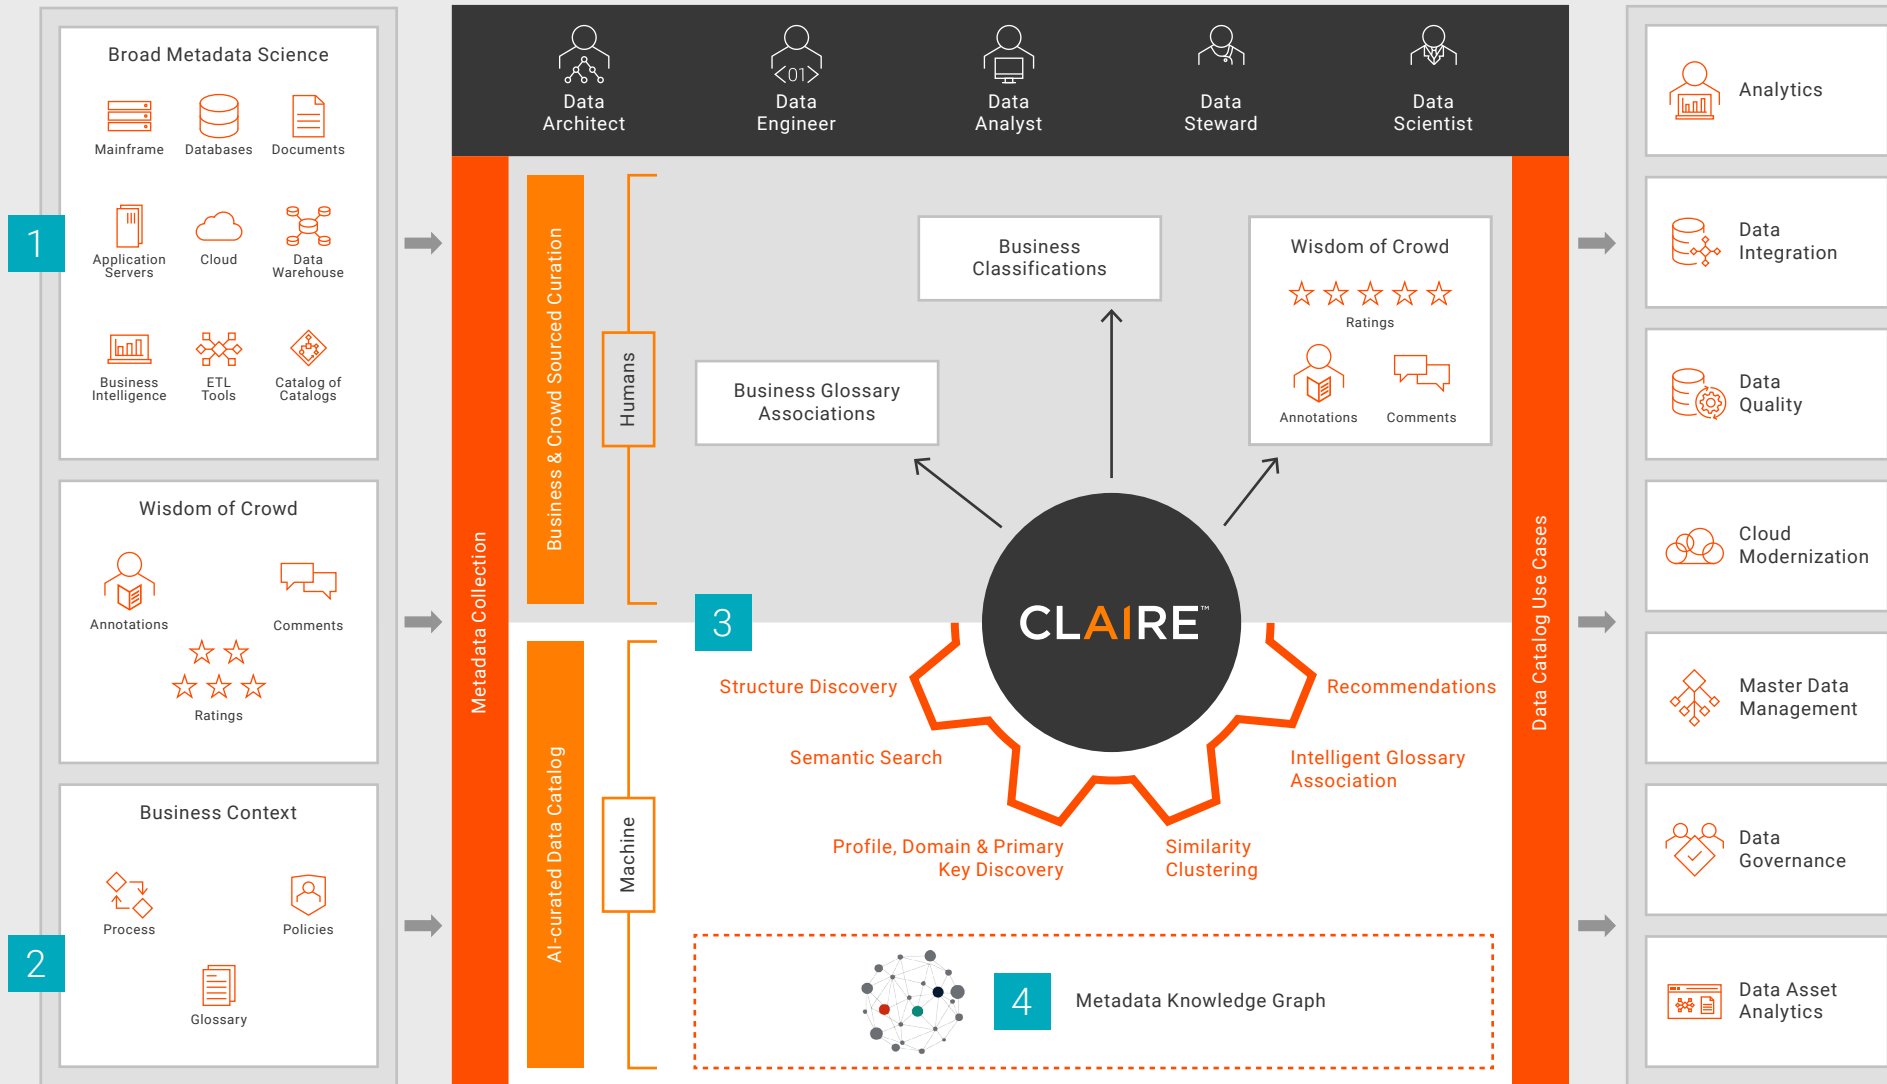 Broad Metadata Science
Mainframe
Databases
Documents
Application
Servers
Cloud
Data
Warehouse
Business
Intelligence
ETL
Tools
Catalog of
Catalogs
1
Wisdom of Crowd
Annotations
Comments
Ratings
Business Context
Process
Policies
Glossary
2
Data
Architect
<01>
Data
Engineer
Data
Analyst
Data
Steward
Data
Scientist
Metadata Collection
Business & Crowd Sourced Curation
Humans
Business Glossary
Associations
Business
Classifications
Wisdom of Crowd
Ratings
Annotations
Comments
3
CLAIRE™
AI-curated Data Catalog
Machine
Structure Discovery
Semantic Search
Profile, Domain & Primary
Key Discovery
Similarity
Clustering
Intelligent Glossary
Association
Recommendations
4
Metadata Knowledge Graph
Data Catalog Use Cases
Analytics
Data
Integration
Data
Quality
Cloud
Modernization
Master Data
Management
Data
Governance
Data Asset
Analytics